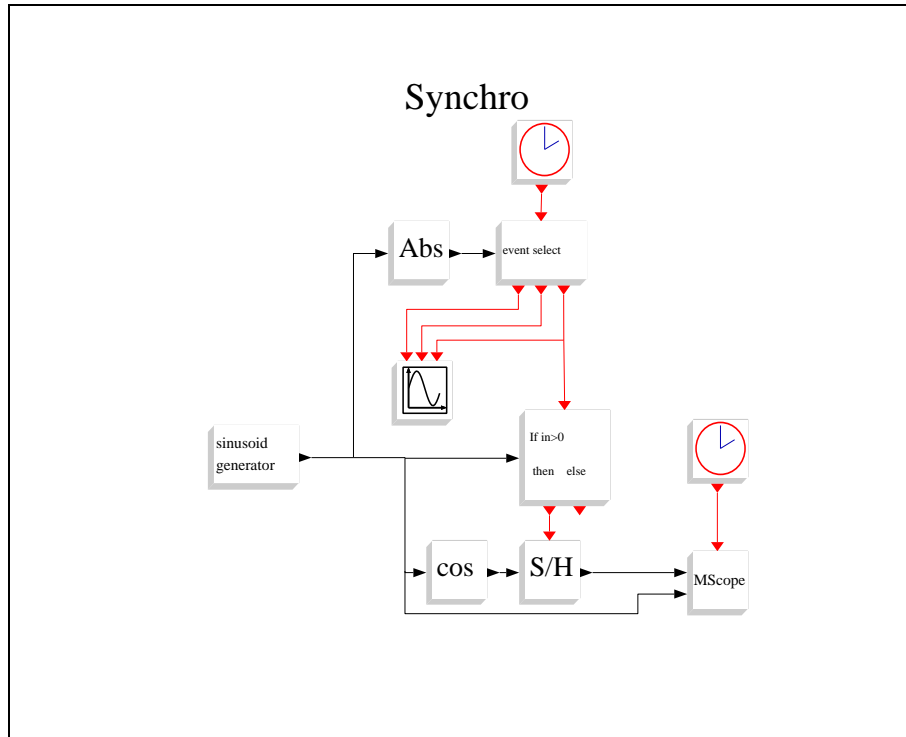 Synchro
Abs
event select
sinusoid
generator
If in>0
then else
cos
S/H
MScope